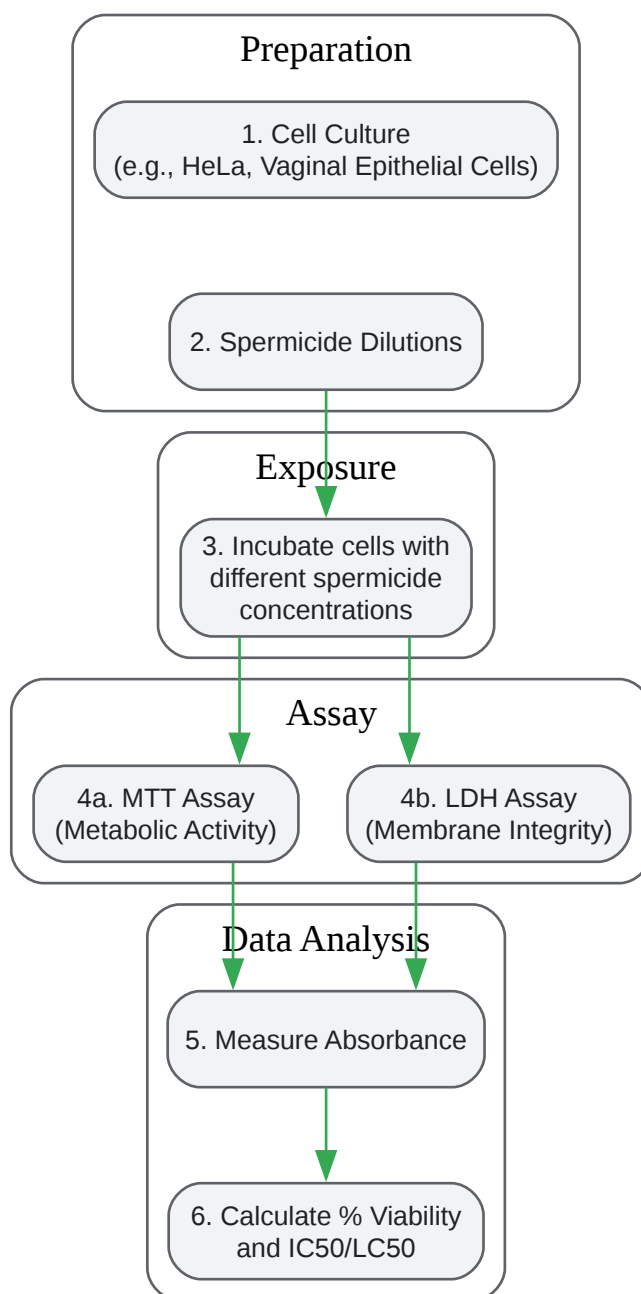 Preparation
1. Cell Culture
(e.g., HeLa, Vaginal Epithelial Cells)
2. Spermicide Dilutions
Exposure
3. Incubate cells with
different spermicide
concentrations
Assay
4a. MTT Assay
(Metabolic Activity)
4b. LDH Assay
(Membrane Integrity)
Data Analysis
5. Measure Absorbance
6. Calculate % Viability
and IC50/LC50